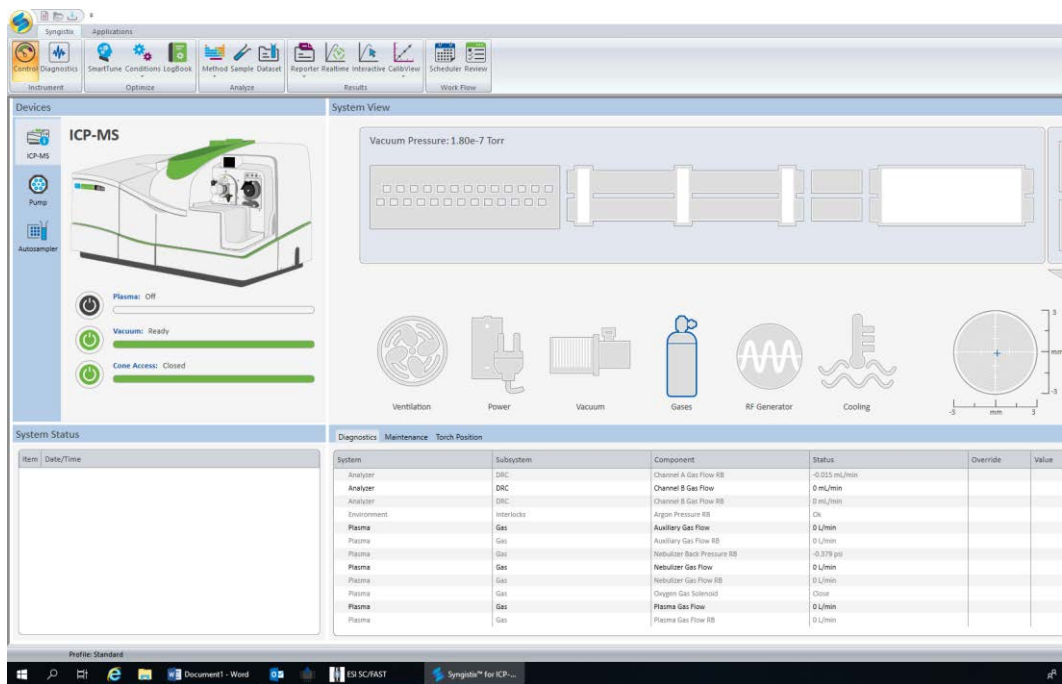 Syngistix Applications
Control Diagnostics SmartTune Conditions LogBook Method Sample Dataset Reporter Realtime Interactive CalibView Scheduler Review
Instrument Optimize Analyze Results Work Flow
Devices
ICP-MS
Pump
Autosampler
ICP-MS
Plasma: Off
Vacuum: Ready
Cone Access: Closed
System View
Vacuum Pressure: 1.80e-7 Torr
Ventilation Power Vacuum Gases RF Generator Cooling
3
mm
-3
-3 mm 3
System Status
Item Date/Time
Diagnostics Maintenance Torch Position
System Subsystem Component Status Override Value
Analyzer DRC Channel A Gas Flow RB -0.015 mL/min
Analyzer DRC Channel B Gas Flow 0 mL/min
Analyzer DRC Channel B Gas Flow RB 0 mL/min
Environment Interlocks Argon Pressure RB Ok
Plasma Gas Auxiliary Gas Flow 0 L/min
Plasma Gas Auxiliary Gas Flow RB 0 L/min
Plasma Gas Nebulizer Back Pressure RB -0.379 psi
Plasma Gas Nebulizer Gas Flow 0 L/min
Plasma Gas Nebulizer Gas Flow RB 0 L/min
Plasma Gas Oxygen Gas Solenoid Close
Plasma Gas Plasma Gas Flow 0 L/min
Plasma Gas Plasma Gas Flow RB 0 L/min
Profile: Standard
Document1 - Word ESI SC/FAST Syngistix™ for ICP-...